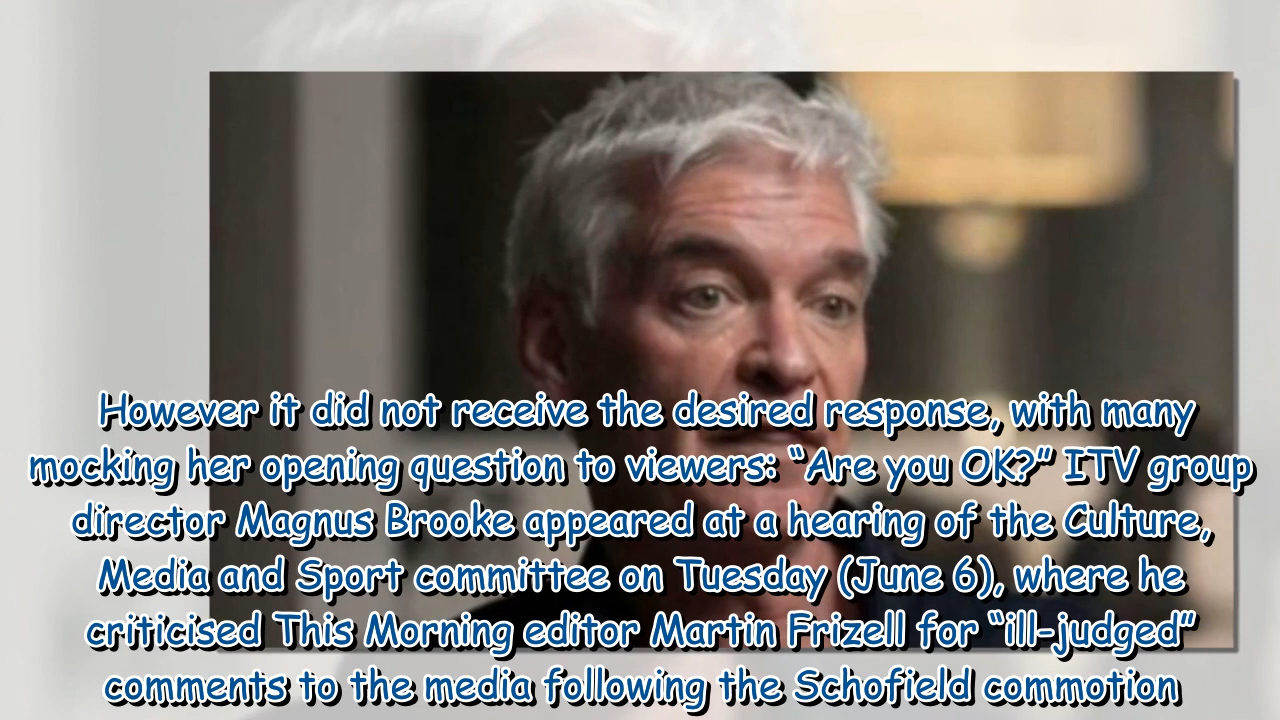 However it did not receive the desired response, with many
mocking her opening question to viewers: “Are you OK?” ITV group
director Magnus Brooke appeared at a hearing of the Culture,
Media and Sport committee on Tuesday (June 6), where he
criticised This Morning editor Martin Frizell for “ill-judged”
comments to the media following the Schofield commotion